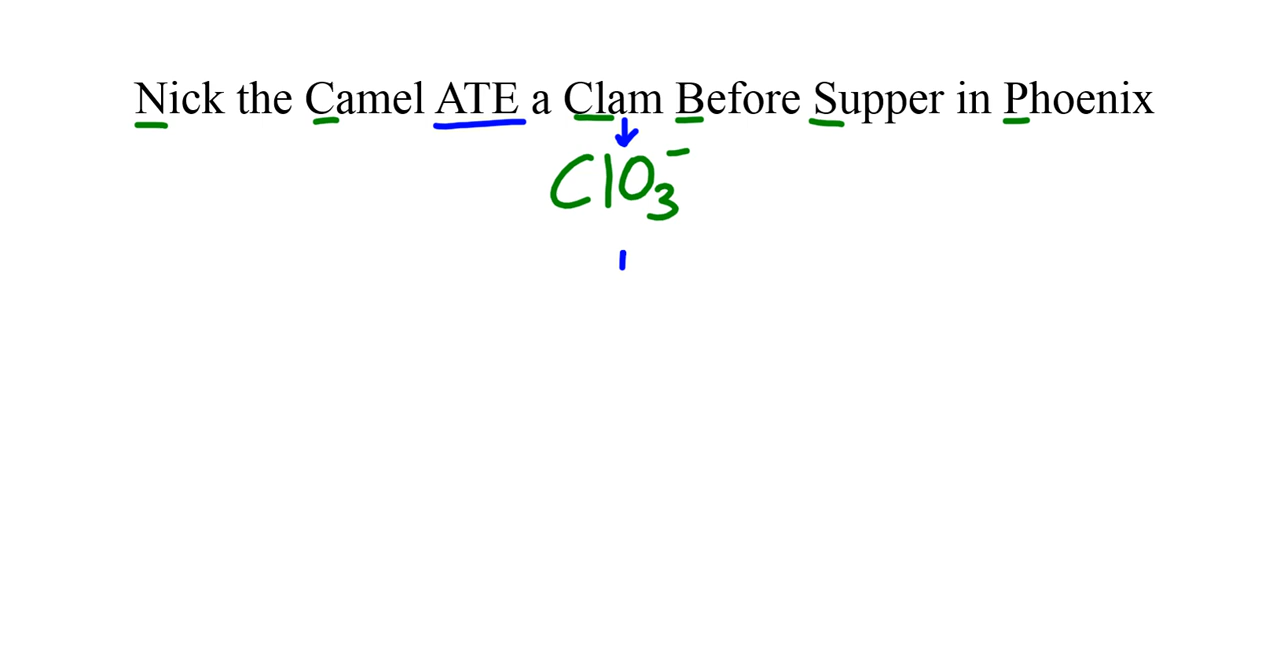 Nick the Camel ATE a Clam Before Supper in Phoenix
ClO₃⁻